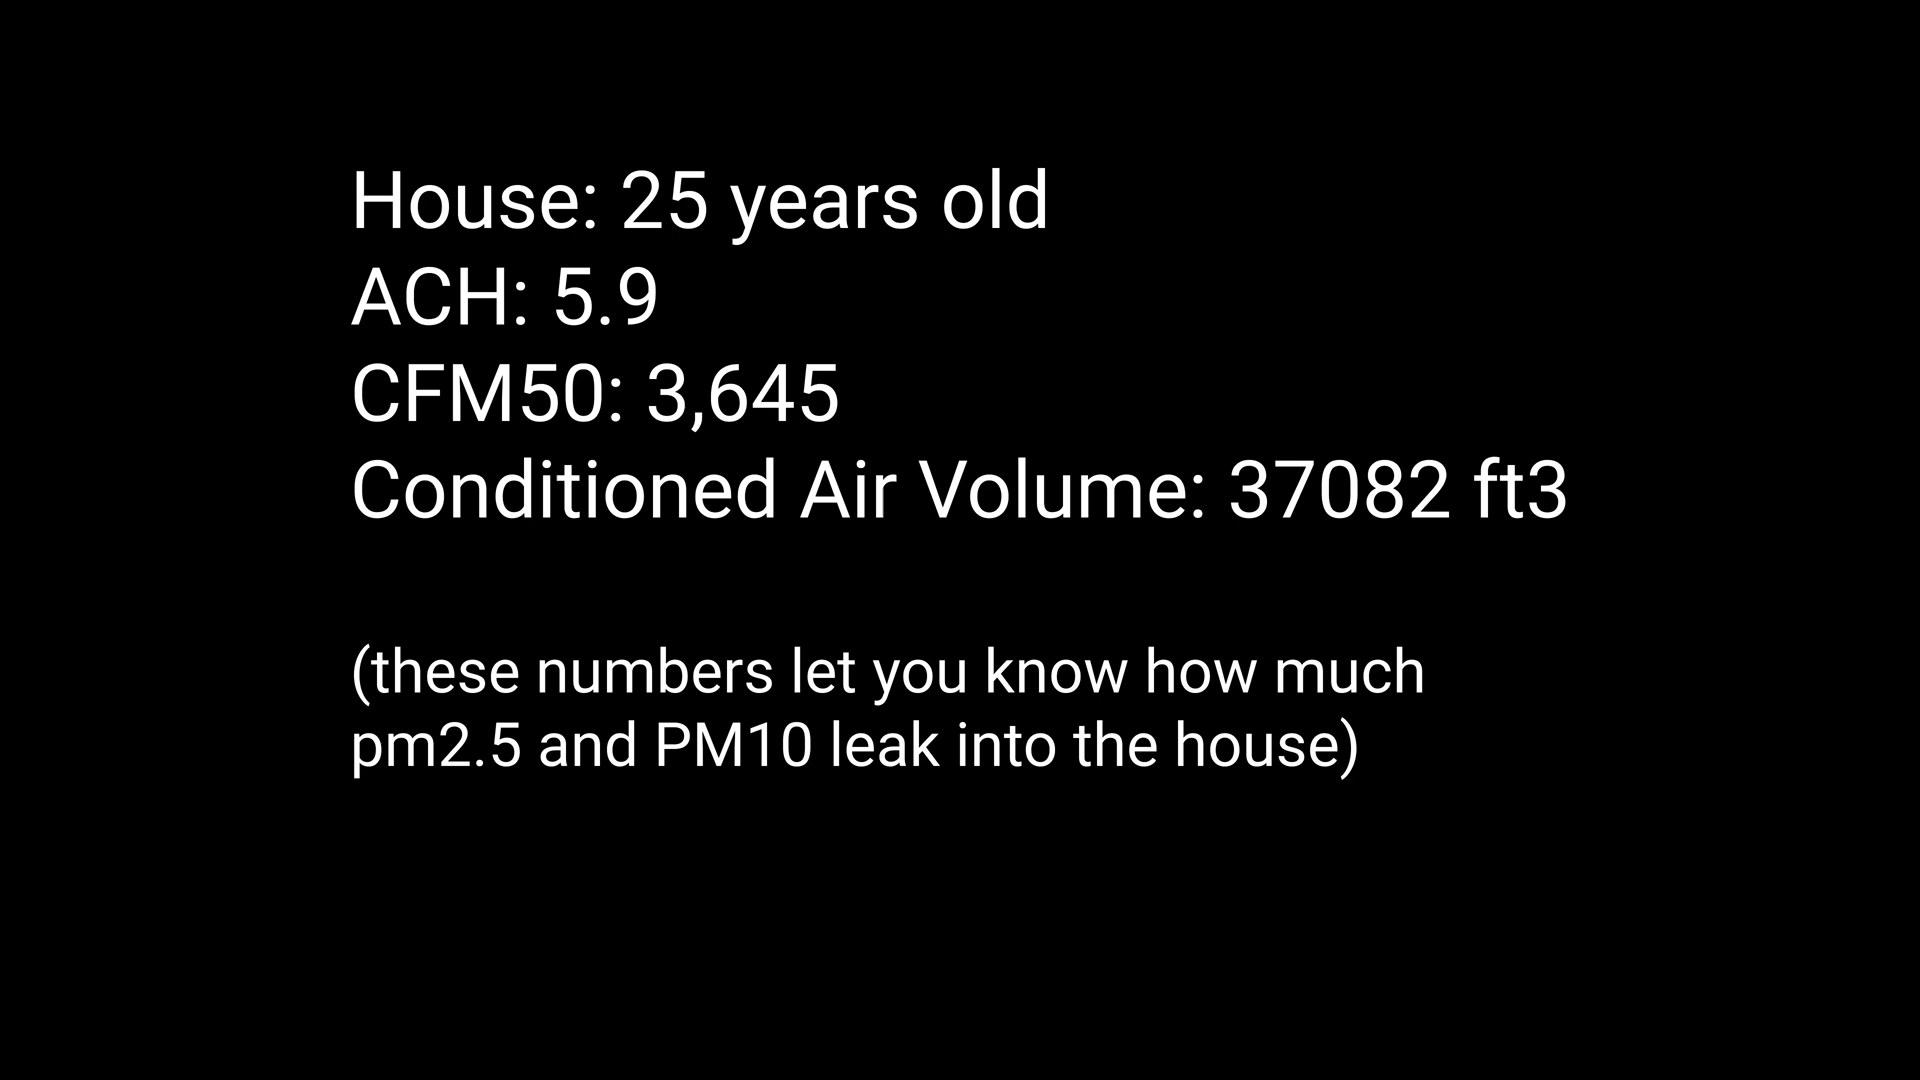 House: 25 years old
ACH: 5.9
CFM50: 3,645
Conditioned Air Volume: 37082 ft3
(these numbers let you know how much
pm2.5 and PM10 leak into the house)